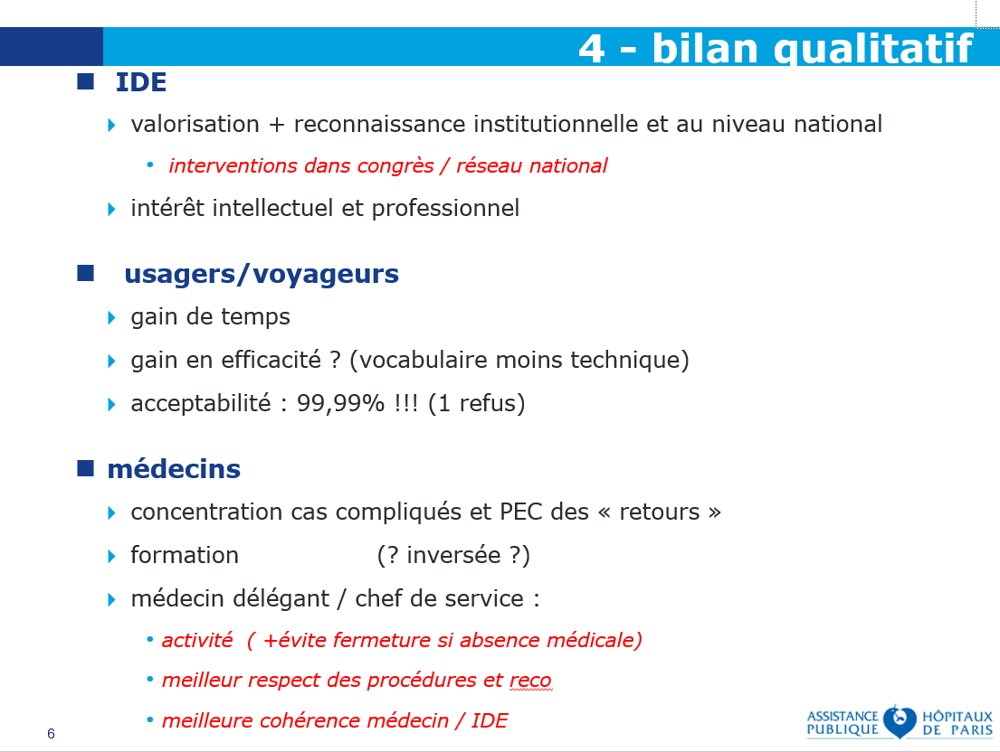 4 - bilan qualitatif
IDE
valorisation + reconnaissance institutionnelle et au niveau national
interventions dans congrès / réseau national
intérêt intellectuel et professionnel
usagers/voyageurs
gain de temps
gain en efficacité ? (vocabulaire moins technique)
acceptabilité : 99,99% !!! (1 refus)
médecins
concentration cas compliqués et PEC des « retours »
formation (? inversée ?)
médecin délégant / chef de service :
activité ( +évite fermeture si absence médicale)
meilleur respect des procédures et reco
meilleure cohérence médecin / IDE
6
ASSISTANCE HÔPITAUX
PUBLIQUE DE PARIS